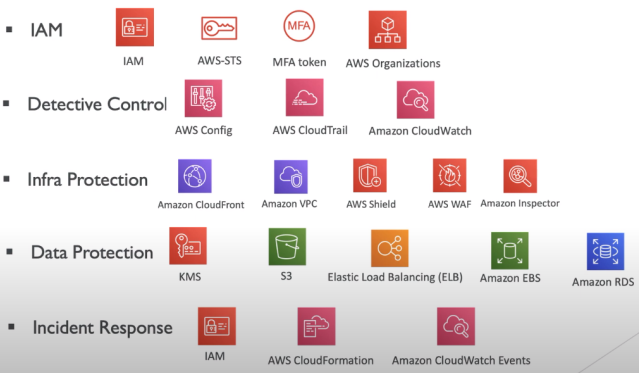 IAM
IAM
AWS-STS
MFA
MFA token
AWS Organizations
Detective Control
AWS Config
AWS CloudTrail
Amazon CloudWatch
Infra Protection
Amazon CloudFront
Amazon VPC
AWS Shield
AWS WAF
Amazon Inspector
Data Protection
KMS
S3
Elastic Load Balancing (ELB)
Amazon EBS
Amazon RDS
Incident Response
IAM
AWS CloudFormation
Amazon CloudWatch Events